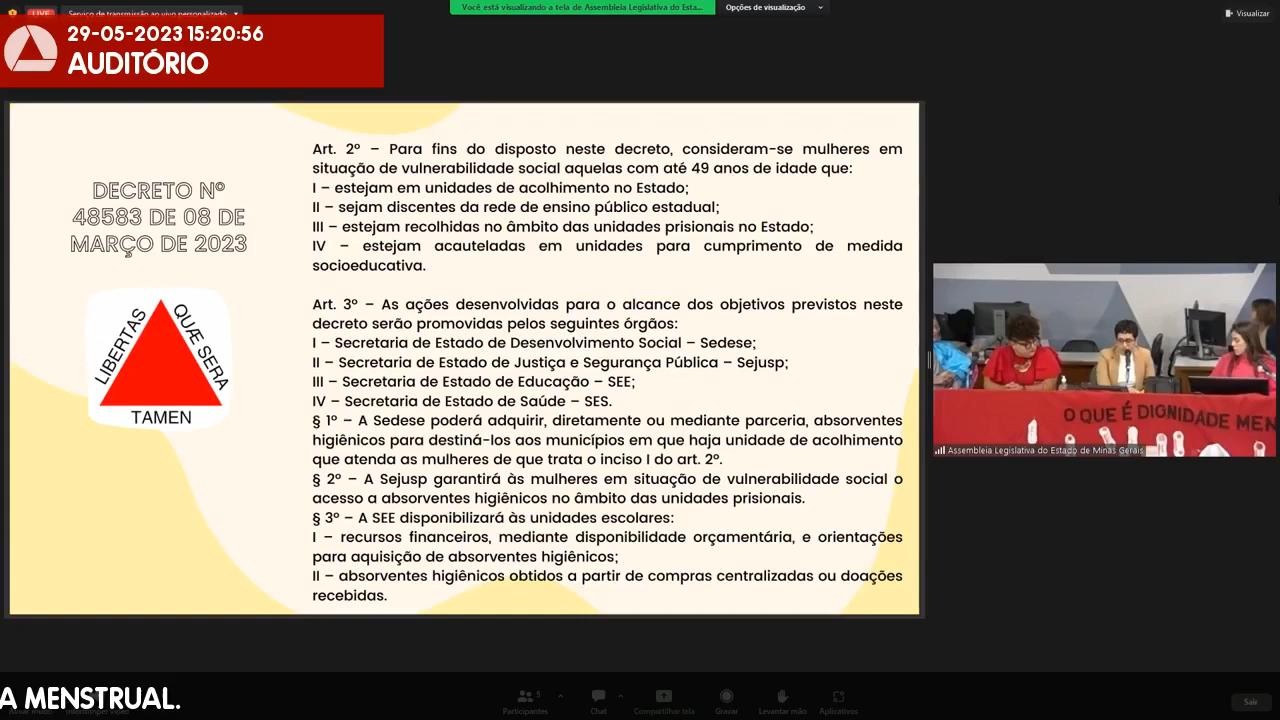 LIVE
Serviço de transmissão ao vivo personalizado
Você está visualizando a tela de Assembleia Legislativa do Esta...
Opções de visualização
Visualizar
29-05-2023 15:20:56
AUDITÓRIO
DECRETO Nº
48583 DE 08 DE
MARÇO DE 2023
LIBERTAS
QUÆ SERA
TAMEN
Art. 2º – Para fins do disposto neste decreto, consideram-se mulheres em
situação de vulnerabilidade social aquelas com até 49 anos de idade que:
I – estejam em unidades de acolhimento no Estado;
II – sejam discentes da rede de ensino público estadual;
III – estejam recolhidas no âmbito das unidades prisionais no Estado;
IV – estejam acauteladas em unidades para cumprimento de medida
socioeducativa.
Art. 3º – As ações desenvolvidas para o alcance dos objetivos previstos neste
decreto serão promovidas pelos seguintes órgãos:
I – Secretaria de Estado de Desenvolvimento Social – Sedese;
II – Secretaria de Estado de Justiça e Segurança Pública – Sejusp;
III – Secretaria de Estado de Educação – SEE;
IV – Secretaria de Estado de Saúde – SES.
§ 1º – A Sedese poderá adquirir, diretamente ou mediante parceria, absorventes
higiênicos para destiná-los aos municípios em que haja unidade de acolhimento
que atenda as mulheres de que trata o inciso I do art. 2º.
§ 2º – A Sejusp garantirá às mulheres em situação de vulnerabilidade social o
acesso a absorventes higiênicos no âmbito das unidades prisionais.
§ 3º – A SEE disponibilizará às unidades escolares:
I – recursos financeiros, mediante disponibilidade orçamentária, e orientações
para aquisição de absorventes higiênicos;
II – absorventes higiênicos obtidos a partir de compras centralizadas ou doações
recebidas.
O QUE É DIGNIDADE MEN
Assembleia Legislativa do Estado de Minas Gerais
A MENSTRUAL.
5
Participantes
Chat
Compartilhar tela
Gravar
Levantar mão
Aplicativos
Sair